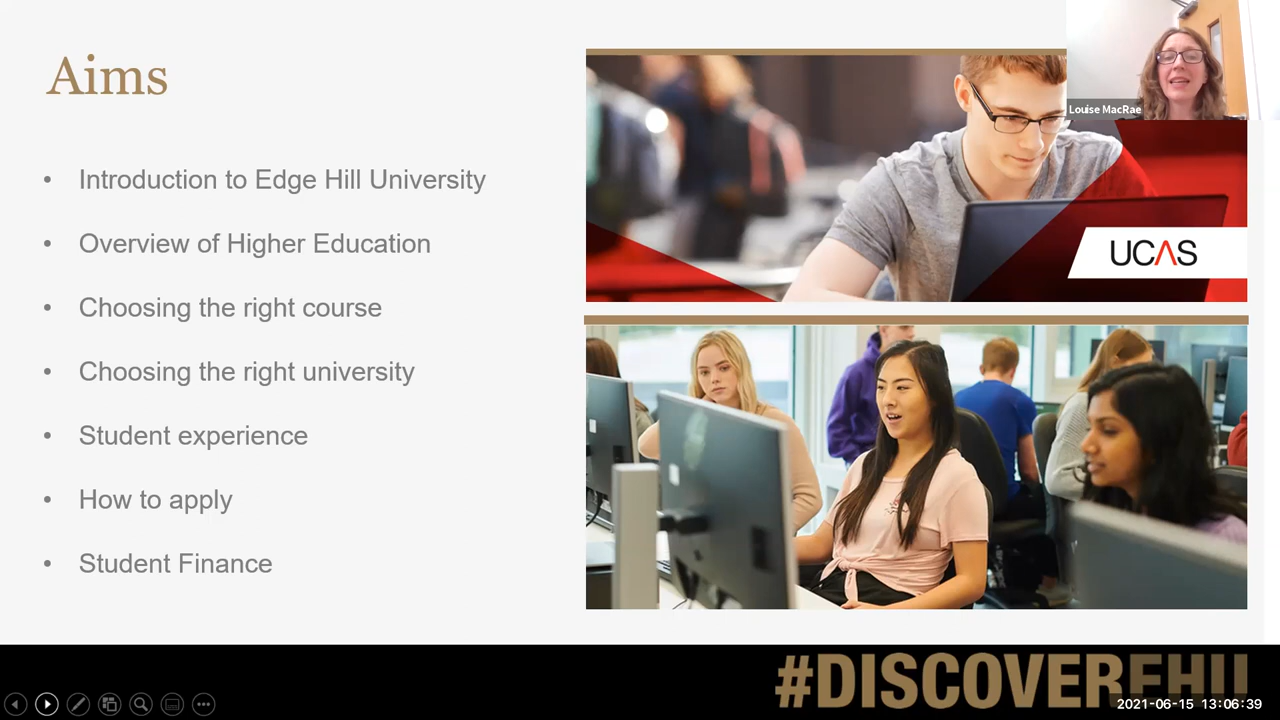 Aims
Louise MacRae
• Introduction to Edge Hill University
• Overview of Higher Education
UCAS
• Choosing the right course
• Choosing the right university
• Student experience
• How to apply
• Student Finance
#DISCOVEREHU
2021-06-15 13:06:39